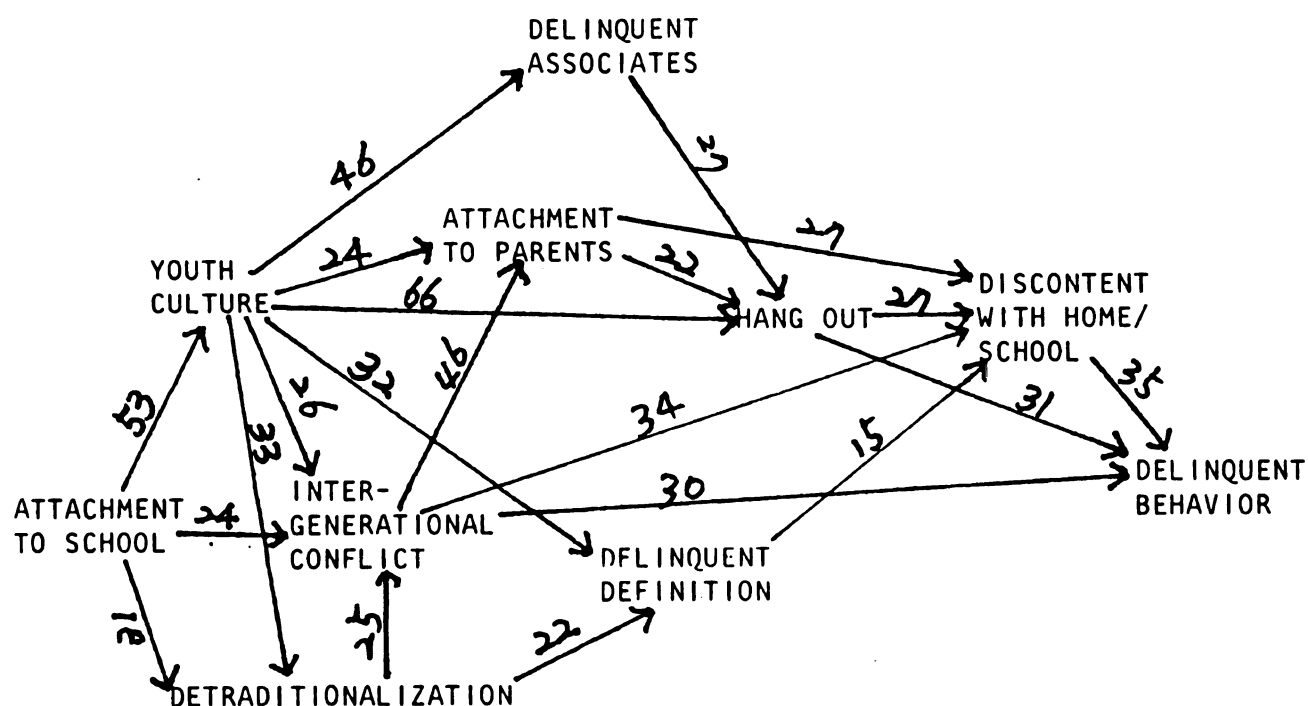 DELINQUENT
ASSOCIATES
46
ATTACHMENT
TO PARENTS
27
24
22
YOUTH
CULTURE
66
DISCONTENT
WITH HOME/
SCHOOL
HANG OUT
27
46
32
35
53
33
34
31
15
DELINQUENT
BEHAVIOR
30
INTER-
GENERATIONAL
CONFLICT
ATTACHMENT
TO SCHOOL
24
DELINQUENT
DEFINITION
22
DETRADITIONALIZATION